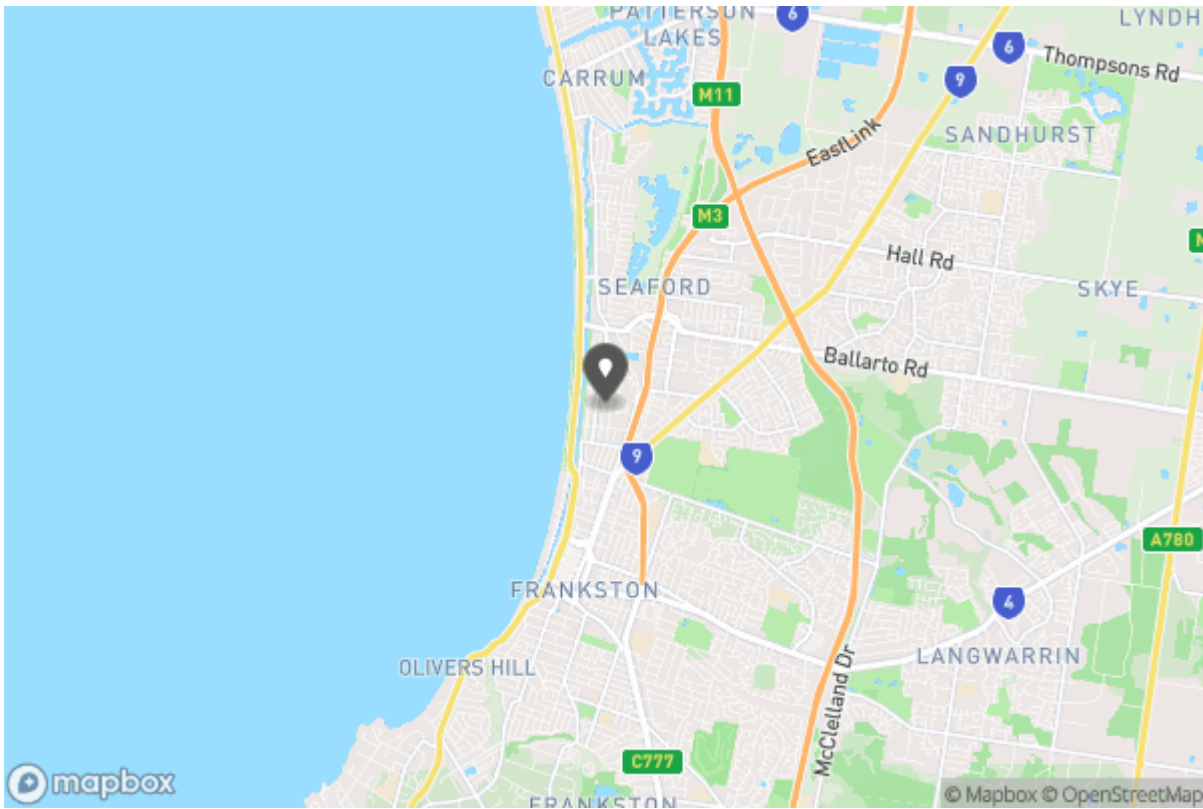 PATTERSON
LAKES
6
LYNDH
6
Thompsons Rd
CARRUM
9
M11
EastLink
SANDHURST
M3
Hall Rd
SEAFORD
SKYE
Ballarto Rd
9
A780
FRANKSTON
4
OLIVERS HILL
LANGWARRIN
McClelland Dr
C777
mapbox
© Mapbox © OpenStreetMap
FRANKSTON